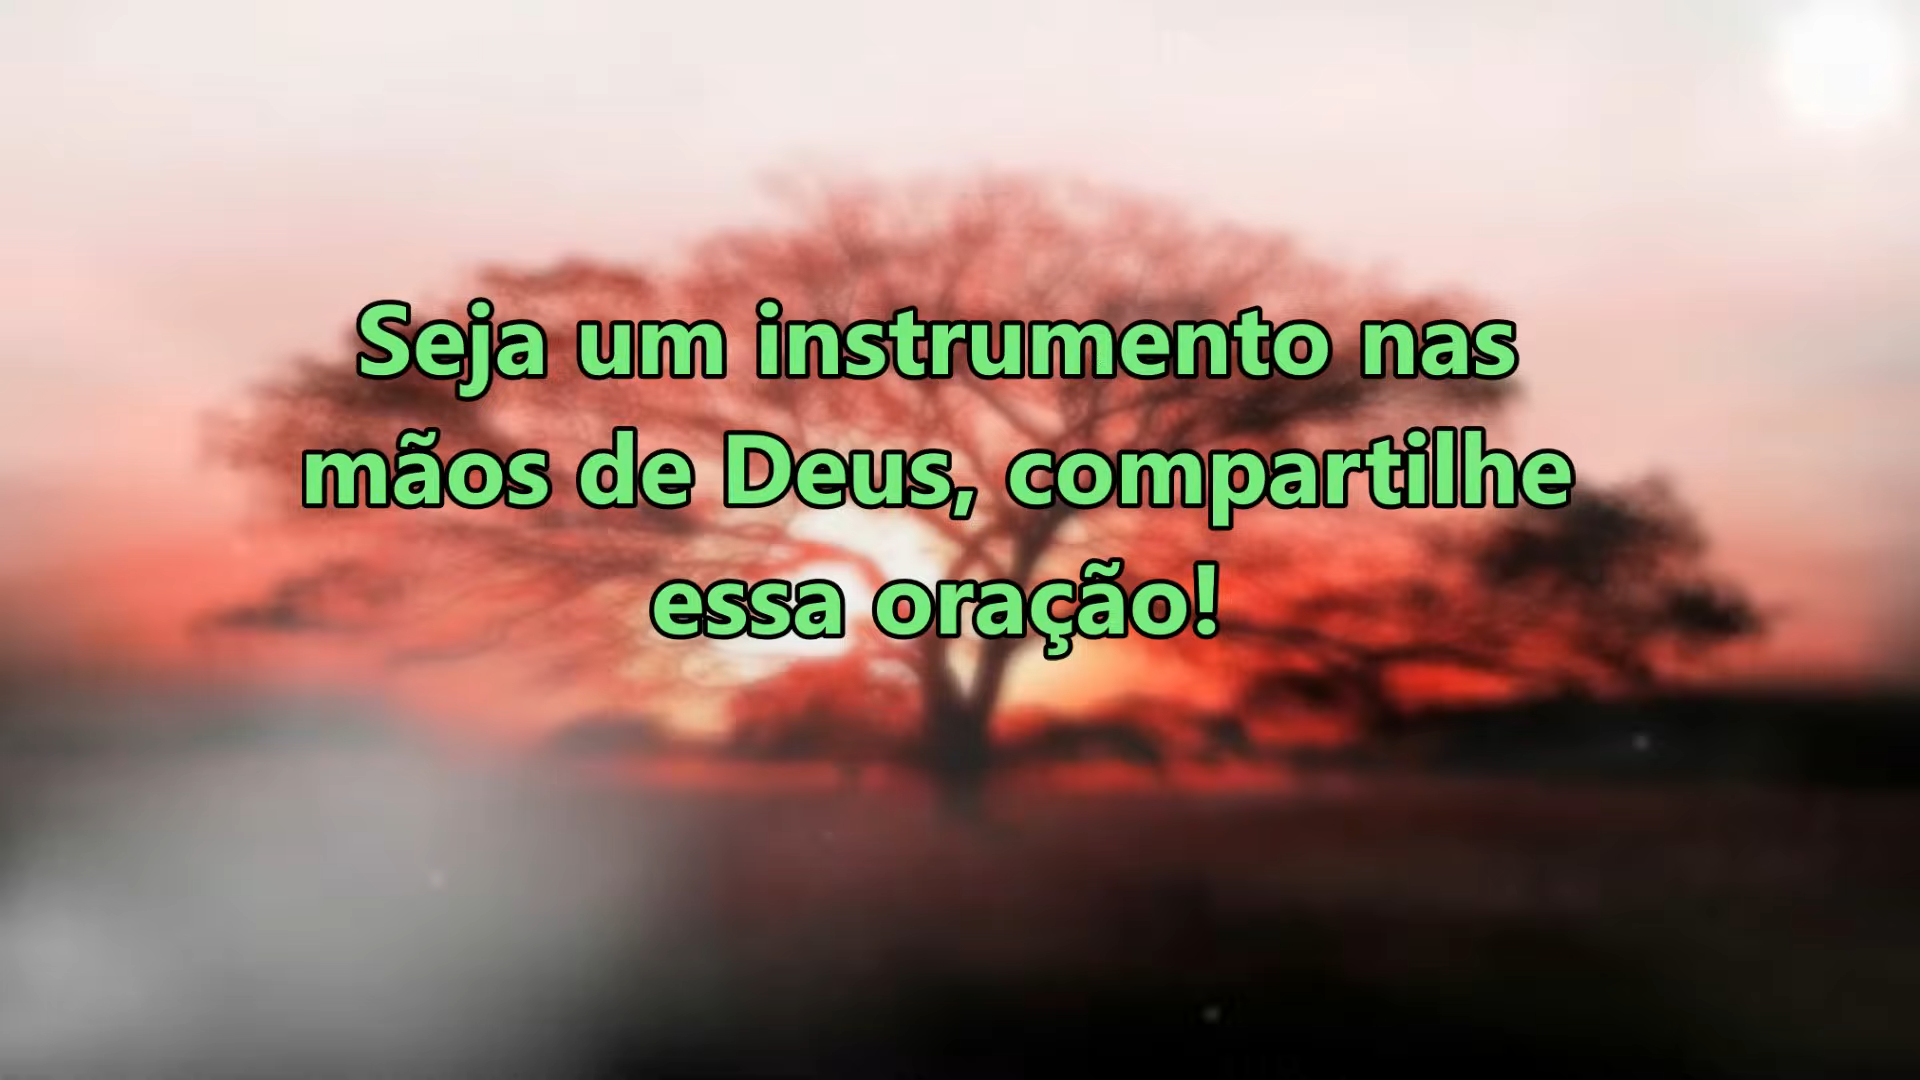 Seja um instrumento nas
mãos de Deus, compartilhe
essa oração!